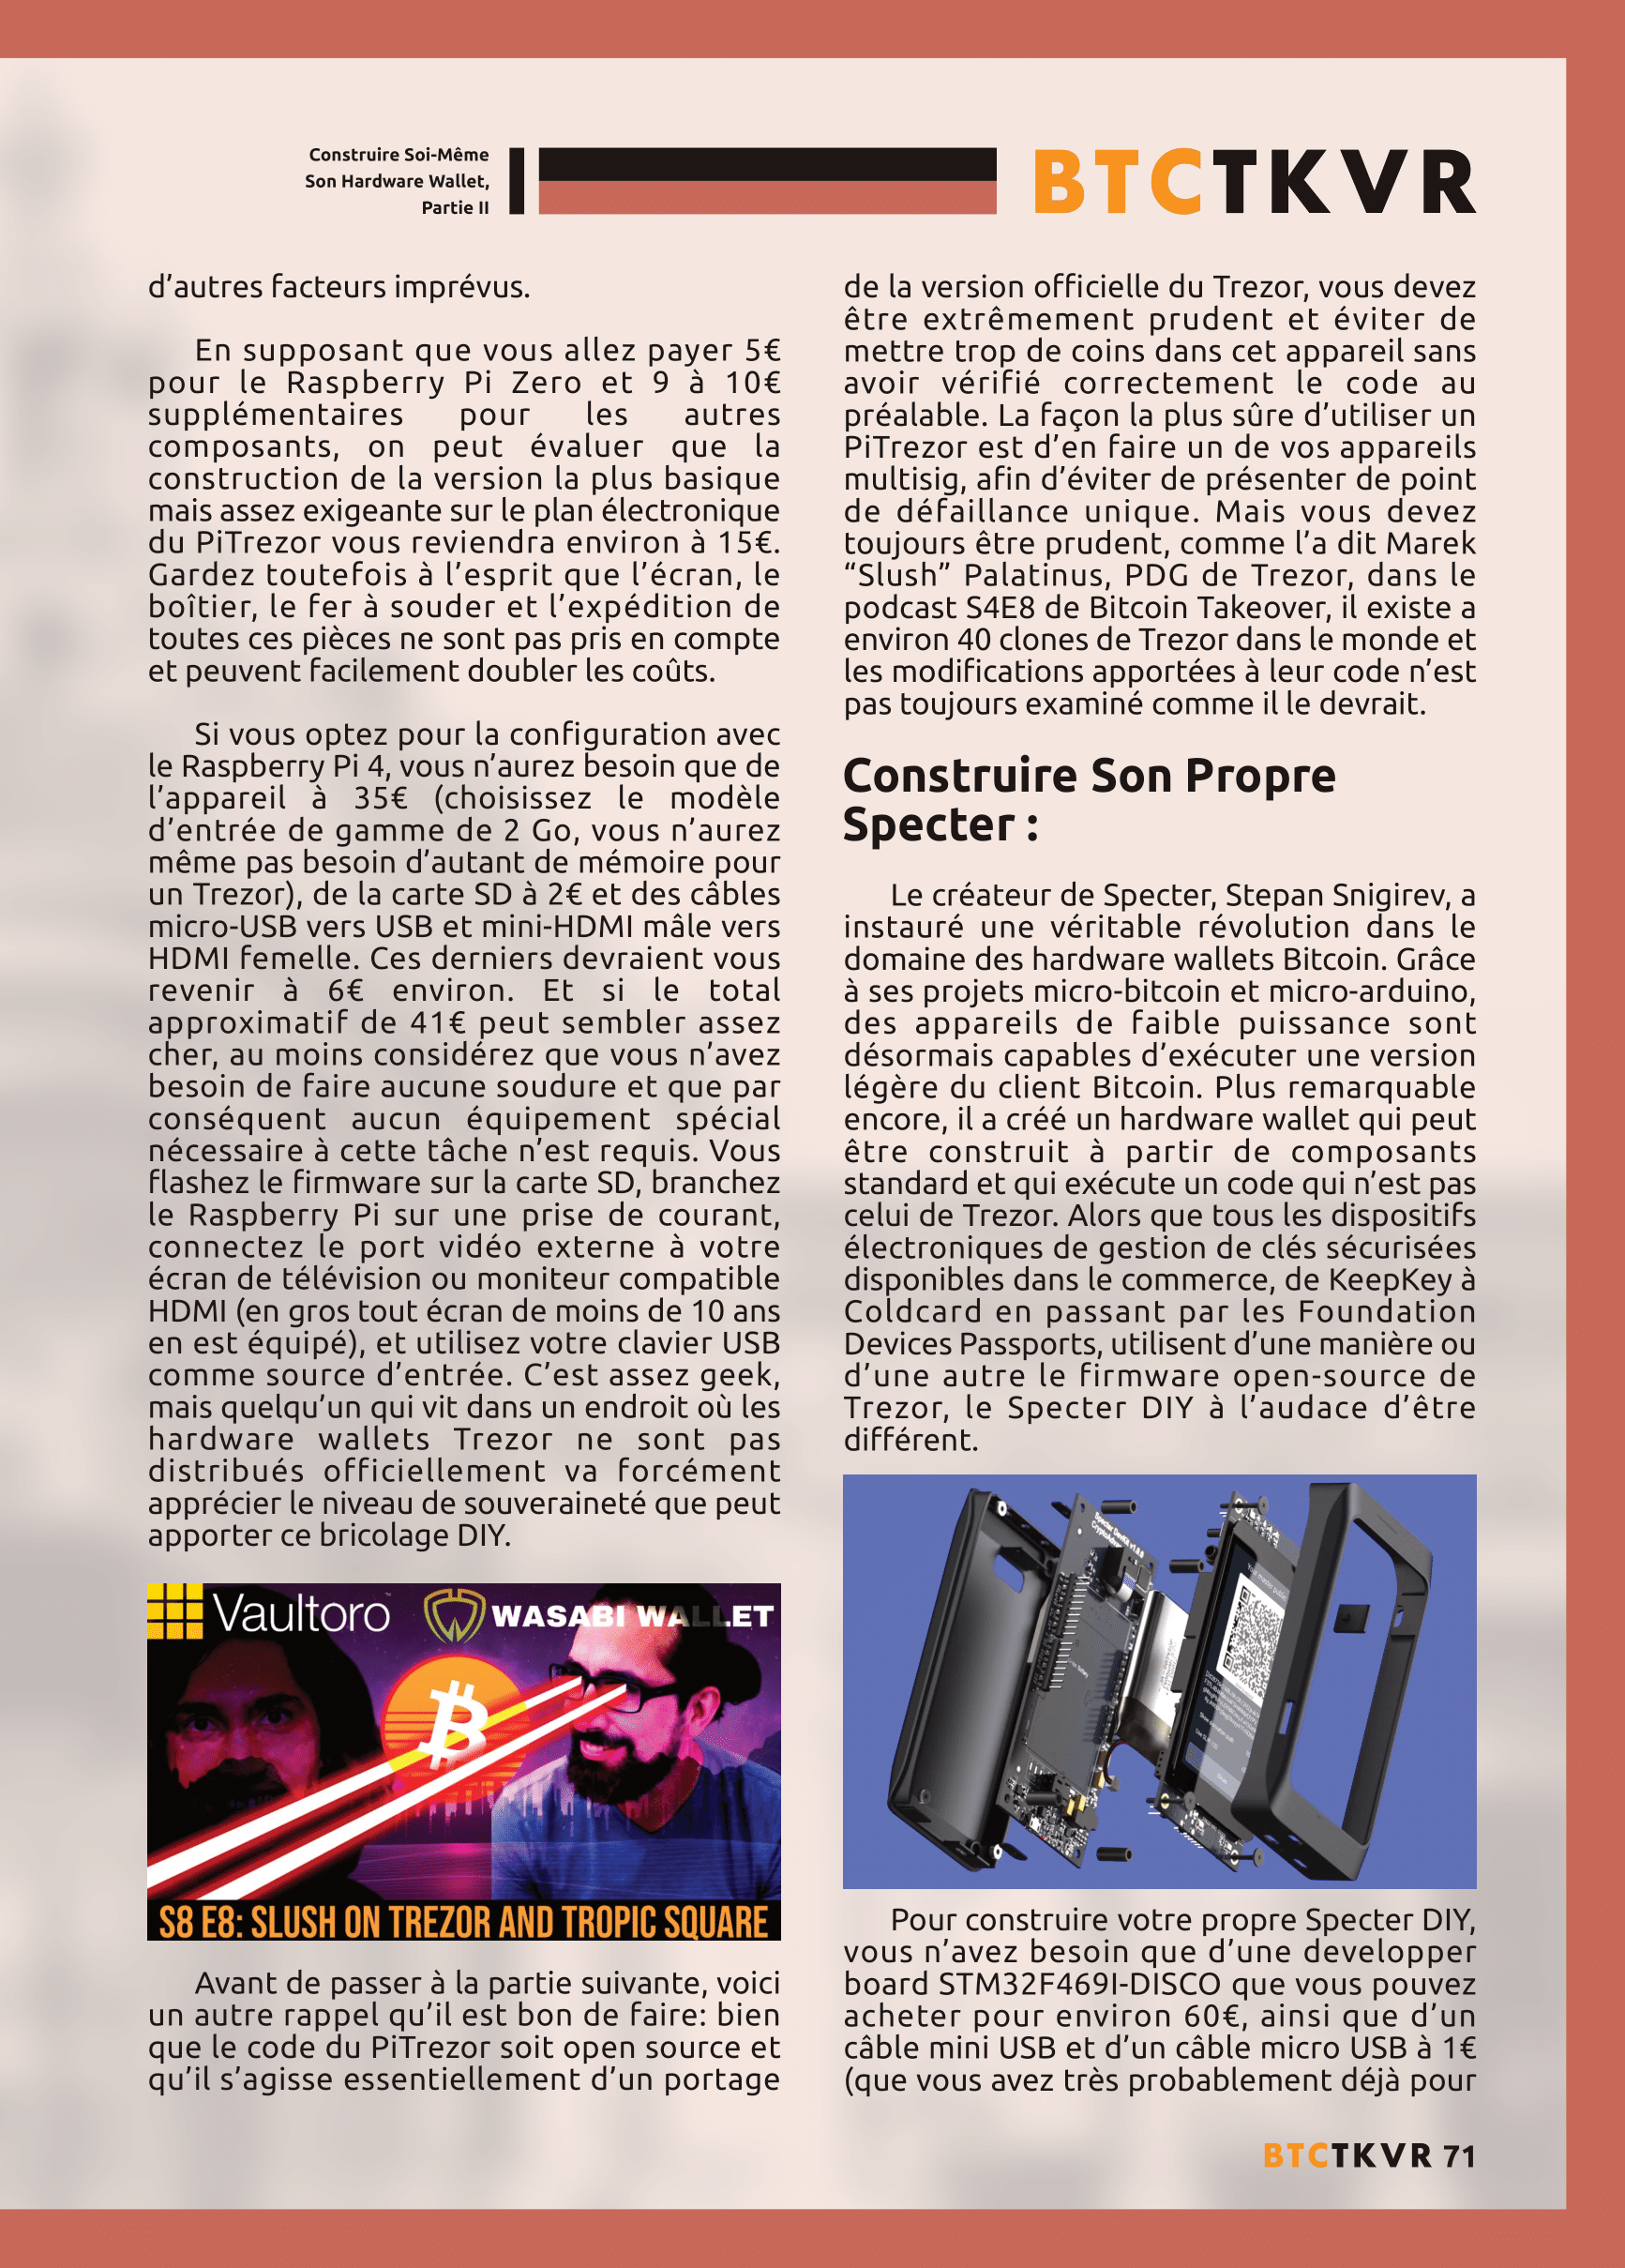 Construire Soi-Même
Son Hardware Wallet,
Partie II
BTCTKVR
d’autres facteurs imprévus.
En supposant que vous allez payer 5€
pour le Raspberry Pi Zero et 9 à 10€
supplémentaires pour les autres
composants, on peut évaluer que la
construction de la version la plus basique
mais assez exigeante sur le plan électronique
du PiTrezor vous reviendra environ à 15€.
Gardez toutefois à l’esprit que l’écran, le
boîtier, le fer à souder et l’expédition de
toutes ces pièces ne sont pas pris en compte
et peuvent facilement doubler les coûts.
Si vous optez pour la configuration avec
le Raspberry Pi 4, vous n’aurez besoin que de
l’appareil à 35€ (choisissez le modèle
d’entrée de gamme de 2 Go, vous n’aurez
même pas besoin d’autant de mémoire pour
un Trezor), de la carte SD à 2€ et des câbles
micro-USB vers USB et mini-HDMI mâle vers
HDMI femelle. Ces derniers devraient vous
revenir à 6€ environ. Et si le total
approximatif de 41€ peut sembler assez
cher, au moins considérez que vous n’avez
besoin de faire aucune soudure et que par
conséquent aucun équipement spécial
nécessaire à cette tâche n’est requis. Vous
flashez le firmware sur la carte SD, branchez
le Raspberry Pi sur une prise de courant,
connectez le port vidéo externe à votre
écran de télévision ou moniteur compatible
HDMI (en gros tout écran de moins de 10 ans
en est équipé), et utilisez votre clavier USB
comme source d’entrée. C’est assez geek,
mais quelqu’un qui vit dans un endroit où les
hardware wallets Trezor ne sont pas
distribués officiellement va forcément
apprécier le niveau de souveraineté que peut
apporter ce bricolage DIY.
Vaultoro WASABI WALLET
S8 E8: SLUSH ON TREZOR AND TROPIC SQUARE
Avant de passer à la partie suivante, voici
un autre rappel qu’il est bon de faire: bien
que le code du PiTrezor soit open source et
qu’il s’agisse essentiellement d’un portage
de la version officielle du Trezor, vous devez
être extrêmement prudent et éviter de
mettre trop de coins dans cet appareil sans
avoir vérifié correctement le code au
préalable. La façon la plus sûre d’utiliser un
PiTrezor est d’en faire un de vos appareils
multisig, afin d’éviter de présenter de point
de défaillance unique. Mais vous devez
toujours être prudent, comme l’a dit Marek
“Slush” Palatinus, PDG de Trezor, dans le
podcast S4E8 de Bitcoin Takeover, il existe a
environ 40 clones de Trezor dans le monde et
les modifications apportées à leur code n’est
pas toujours examiné comme il le devrait.
Construire Son Propre
Specter :
Le créateur de Specter, Stepan Snigirev, a
instauré une véritable révolution dans le
domaine des hardware wallets Bitcoin. Grâce
à ses projets micro-bitcoin et micro-arduino,
des appareils de faible puissance sont
désormais capables d’exécuter une version
légère du client Bitcoin. Plus remarquable
encore, il a créé un hardware wallet qui peut
être construit à partir de composants
standard et qui exécute un code qui n’est pas
celui de Trezor. Alors que tous les dispositifs
électroniques de gestion de clés sécurisées
disponibles dans le commerce, de KeepKey à
Coldcard en passant par les Foundation
Devices Passports, utilisent d’une manière ou
d’une autre le firmware open-source de
Trezor, le Specter DIY à l’audace d’être
différent.
Pour construire votre propre Specter DIY,
vous n’avez besoin que d’une developper
board STM32F469I-DISCO que vous pouvez
acheter pour environ 60€, ainsi que d’un
câble mini USB et d’un câble micro USB à 1€
(que vous avez très probablement déjà pour
BTCTKVR 71